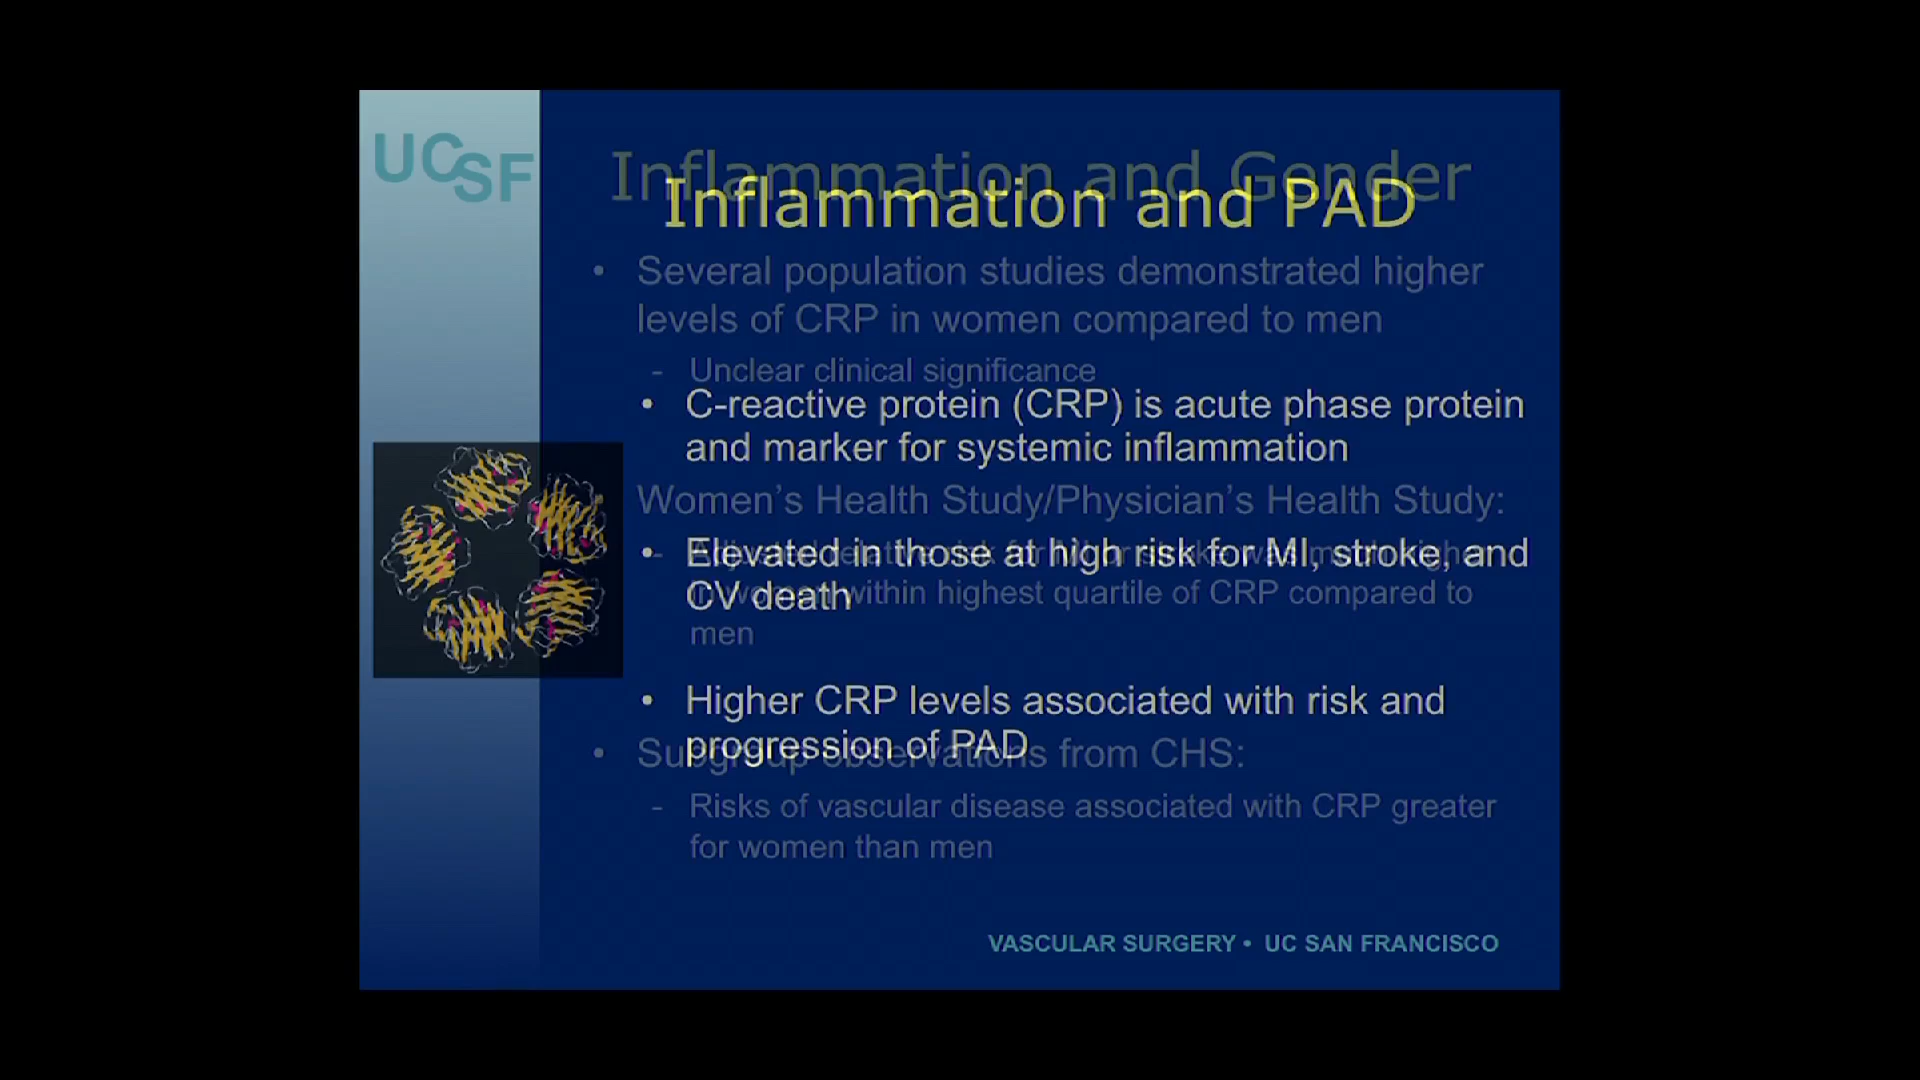 UCSF
Inflammation and Gender
Inflammation and PAD
• Several population studies demonstrated higher
levels of CRP in women compared to men
- Unclear clinical significance
• C-reactive protein (CRP) is acute phase protein
and marker for systemic inflammation
Women’s Health Study/Physician’s Health Study:
• Elevated in those at high risk for MI, stroke, and
CV death
within highest quartile of CRP compared to
men
• Higher CRP levels associated with risk and
progression of PAD
• Subgroup observations from CHS:
- Risks of vascular disease associated with CRP greater
for women than men
VASCULAR SURGERY • UC SAN FRANCISCO